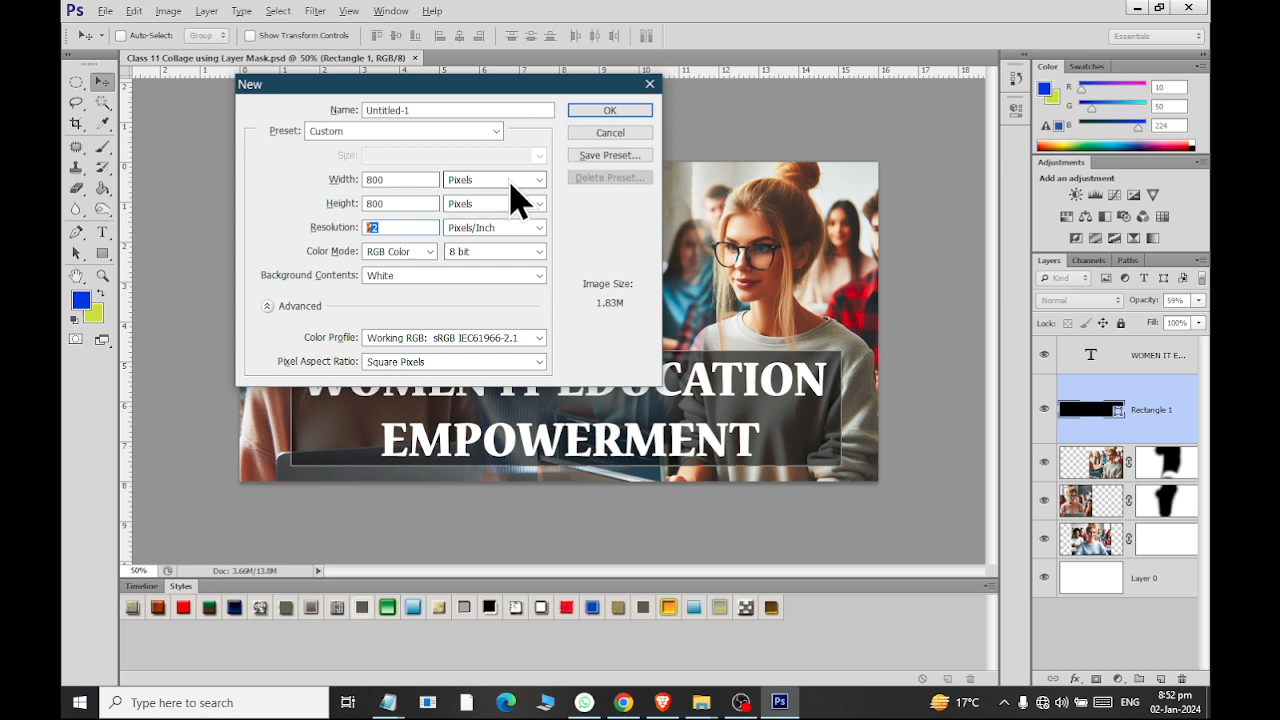 Ps File Edit Image Layer Type Select Filter View Window Help
Auto-Select: Group Show Transform Controls Essentials
Class 11 Collage using Layer Mask.psd @ 50% (Rectangle 1, RGB/8) ×
New
Name: Untitled-1 OK
Preset: Custom Cancel
Size: Save Preset...
Width: 800 Pixels Delete Preset...
Height: 800 Pixels
Resolution: 72 Pixels/Inch
Color Mode: RGB Color 8 bit
Background Contents: White
Image Size:
1.83M
Advanced
Color Profile: Working RGB: sRGB IEC61966-2.1
Pixel Aspect Ratio: Square Pixels
WOMEN IT EDUCATION
EMPOWERMENT
Color Swatches
R 10
G 50
B 224
Adjustments
Add an adjustment
Layers Channels Paths
Kind
Normal Opacity: 59%
Lock: Fill: 100%
T WOMEN IT E...
Rectangle 1
Layer 0
50% Doc: 3.66M/13.8M
Timeline Styles
Type here to search
17°C ENG 8:52 pm
02-Jan-2024